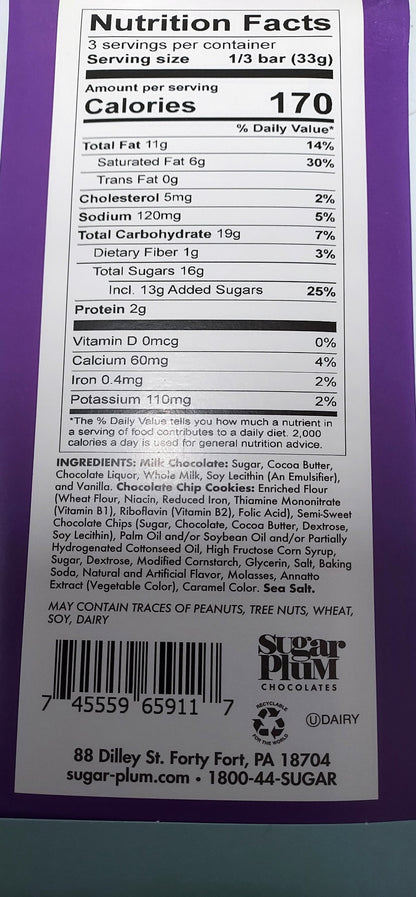 Nutrition Facts
3 servings per container
Serving size 1/3 bar (33g)
Amount per serving
Calories 170
% Daily Value*
Total Fat 11g 14%
Saturated Fat 6g 30%
Trans Fat 0g
Cholesterol 5mg 2%
Sodium 120mg 5%
Total Carbohydrate 19g 7%
Dietary Fiber 1g 3%
Total Sugars 16g
Incl. 13g Added Sugars 25%
Protein 2g
Vitamin D 0mcg 0%
Calcium 60mg 4%
Iron 0.4mg 2%
Potassium 110mg 2%
*The % Daily Value tells you how much a nutrient in
a serving of food contributes to a daily diet. 2,000
calories a day is used for general nutrition advice.
INGREDIENTS: Milk Chocolate: Sugar, Cocoa Butter,
Chocolate Liquor, Whole Milk, Soy Lecithin (An Emulsifier),
and Vanilla. Chocolate Chip Cookies: Enriched Flour
(Wheat Flour, Niacin, Reduced Iron, Thiamine Mononitrate
(Vitamin B1), Riboflavin (Vitamin B2), Folic Acid), Semi-Sweet
Chocolate Chips (Sugar, Chocolate, Cocoa Butter, Dextrose,
Soy Lecithin), Palm Oil and/or Soybean Oil and/or Partially
Hydrogenated Cottonseed Oil, High Fructose Corn Syrup,
Sugar, Dextrose, Modified Cornstarch, Glycerin, Salt, Baking
Soda, Natural and Artificial Flavor, Molasses, Annatto
Extract (Vegetable Color), Caramel Color. Sea Salt.
MAY CONTAIN TRACES OF PEANUTS, TREE NUTS, WHEAT,
SOY, DAIRY
Sugar
PluM
CHOCOLATES
7 45559 65911 7
RECYCLABLE
FOR THE WORLD
U DAIRY
88 Dilley St. Forty Fort, PA 18704
sugar-plum.com • 1800-44-SUGAR